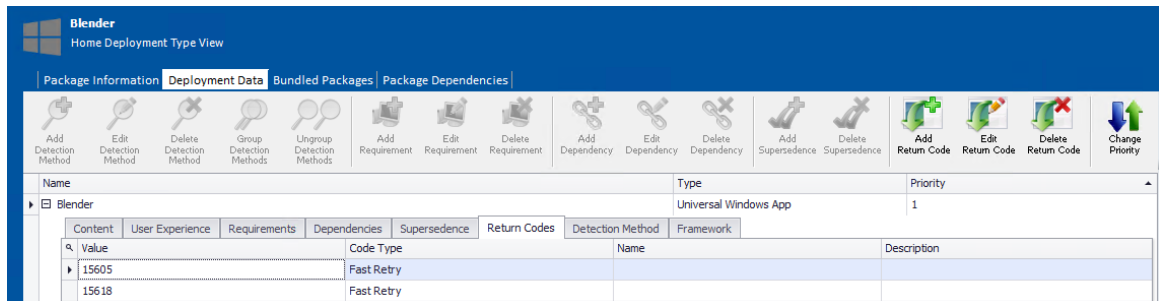 Blender
Home Deployment Type View
Package Information Deployment Data Bundled Packages Package Dependencies
Add Detection Method Edit Detection Method Delete Detection Method Group Detection Methods Ungroup Detection Methods Add Requirement Edit Requirement Delete Requirement Add Dependency Edit Dependency Delete Dependency Add Supersedence Delete Supersedence Add Return Code Edit Return Code Delete Return Code Change Priority
Name Type Priority
Blender Universal Windows App 1
Content User Experience Requirements Dependencies Supersedence Return Codes Detection Method Framework
Value Code Type Name Description
15605 Fast Retry
15618 Fast Retry